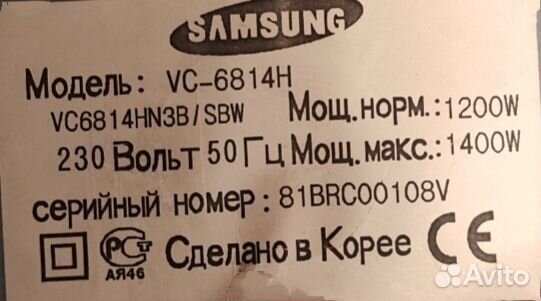 SAMSUNG
Модель: VC-6814H
VC6814HN3B/SBW Мощ.норм.:1200W
230 Вольт 50 Гц Мощ.макс.:1400W
серийный номер: 81BRC00108V
АЯ46 Сделано в Корее CE
Avito